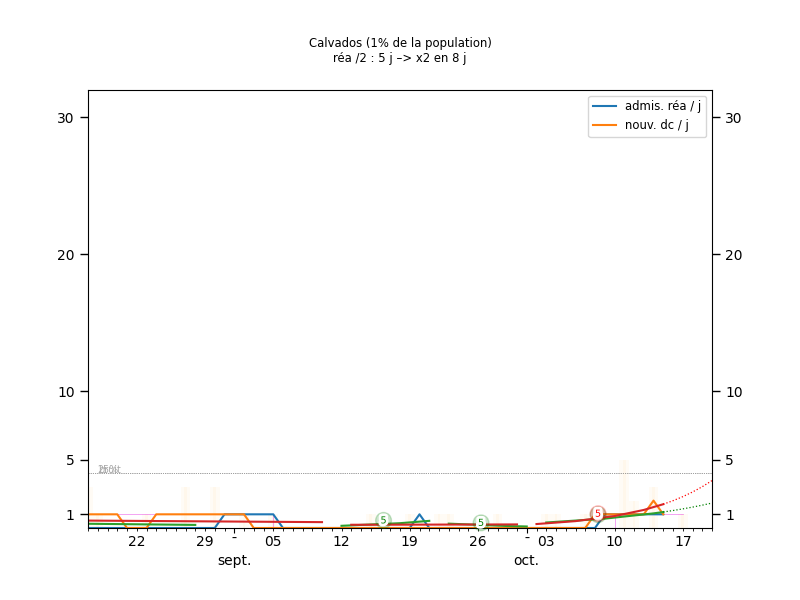 Calvados (1% de la population)
réa /2 : 5 j –> x2 en 8 j
admis. réa / j
nouv. dc / j
30 30
20 20
10 10
5 5
1 1
5 5 5
22 29 - 05 12 19 26 - 03 10 17
sept. oct.